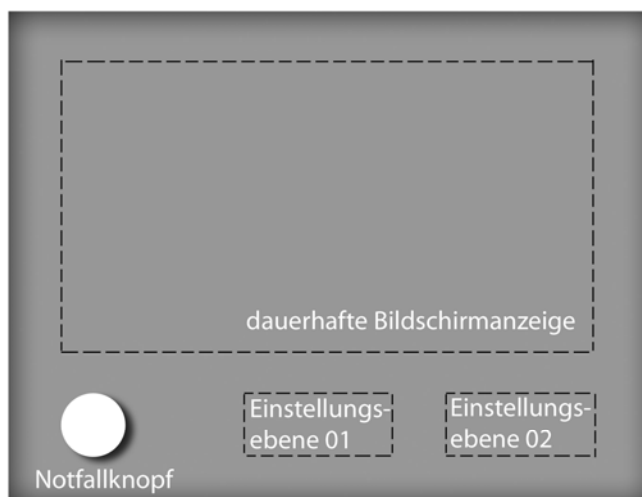 dauerhafte Bildschirmanzeige
Einstellungs-
ebene 01
Einstellungs-
ebene 02
Notfallknopf